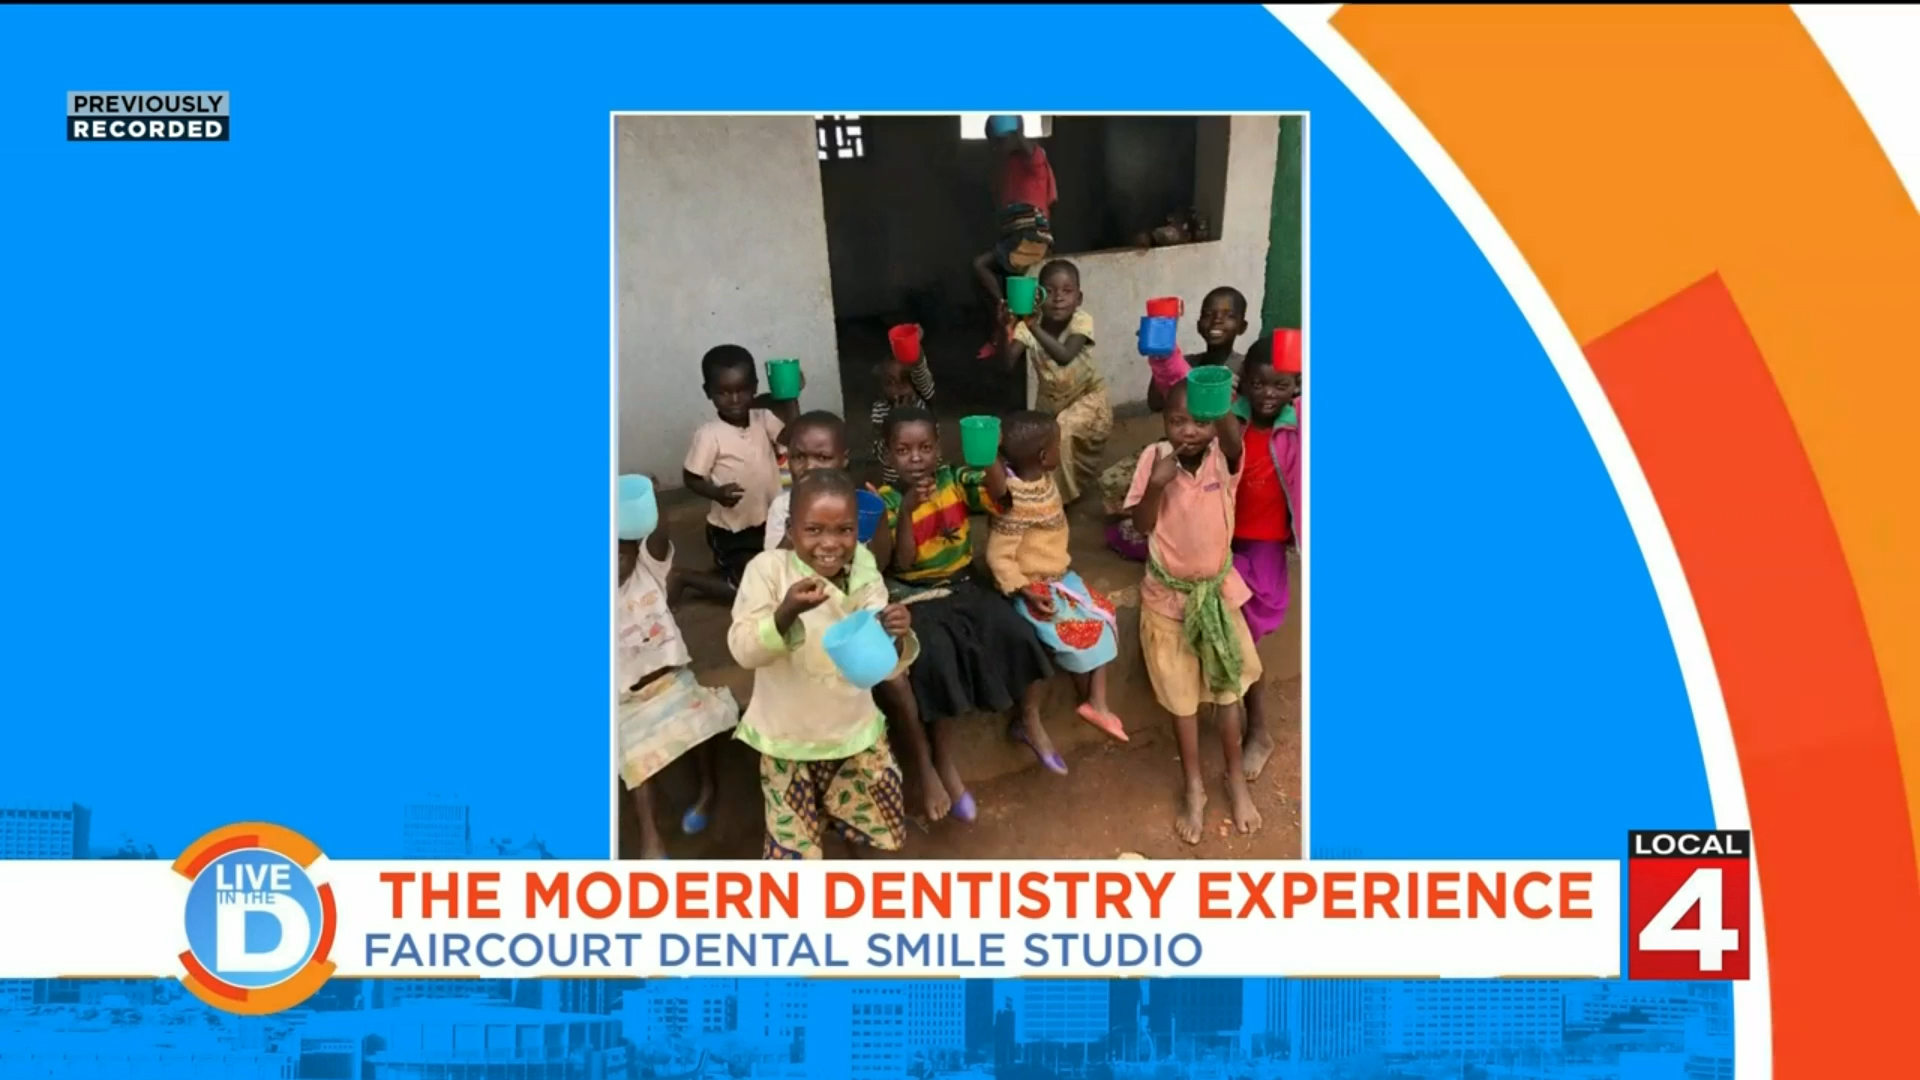 PREVIOUSLY
RECORDED
LIVE
IN THE
D
THE MODERN DENTISTRY EXPERIENCE
FAIRCOURT DENTAL SMILE STUDIO
LOCAL
4